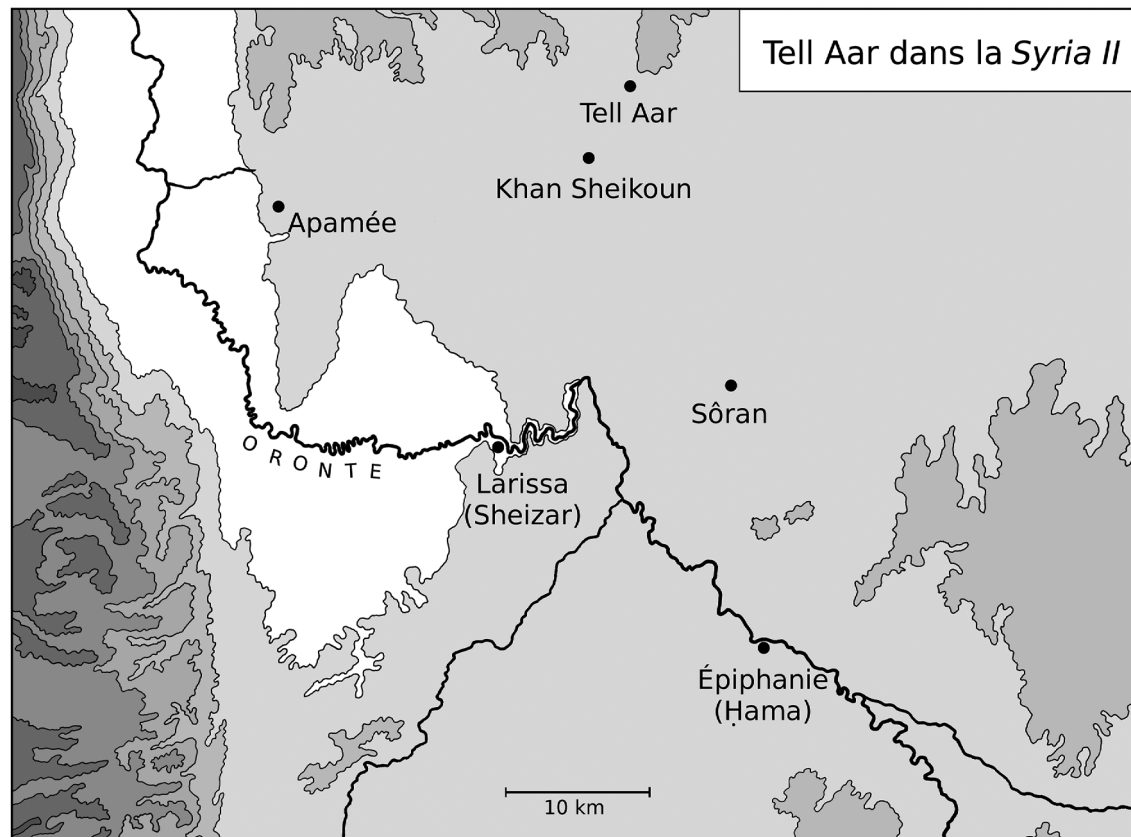 Tell Aar dans la Syria II
Tell Aar
Khan Sheikoun
Apamée
Sôran
ORONTE
Larissa
(Sheizar)
Épiphanie
(Ḥama)
10 km